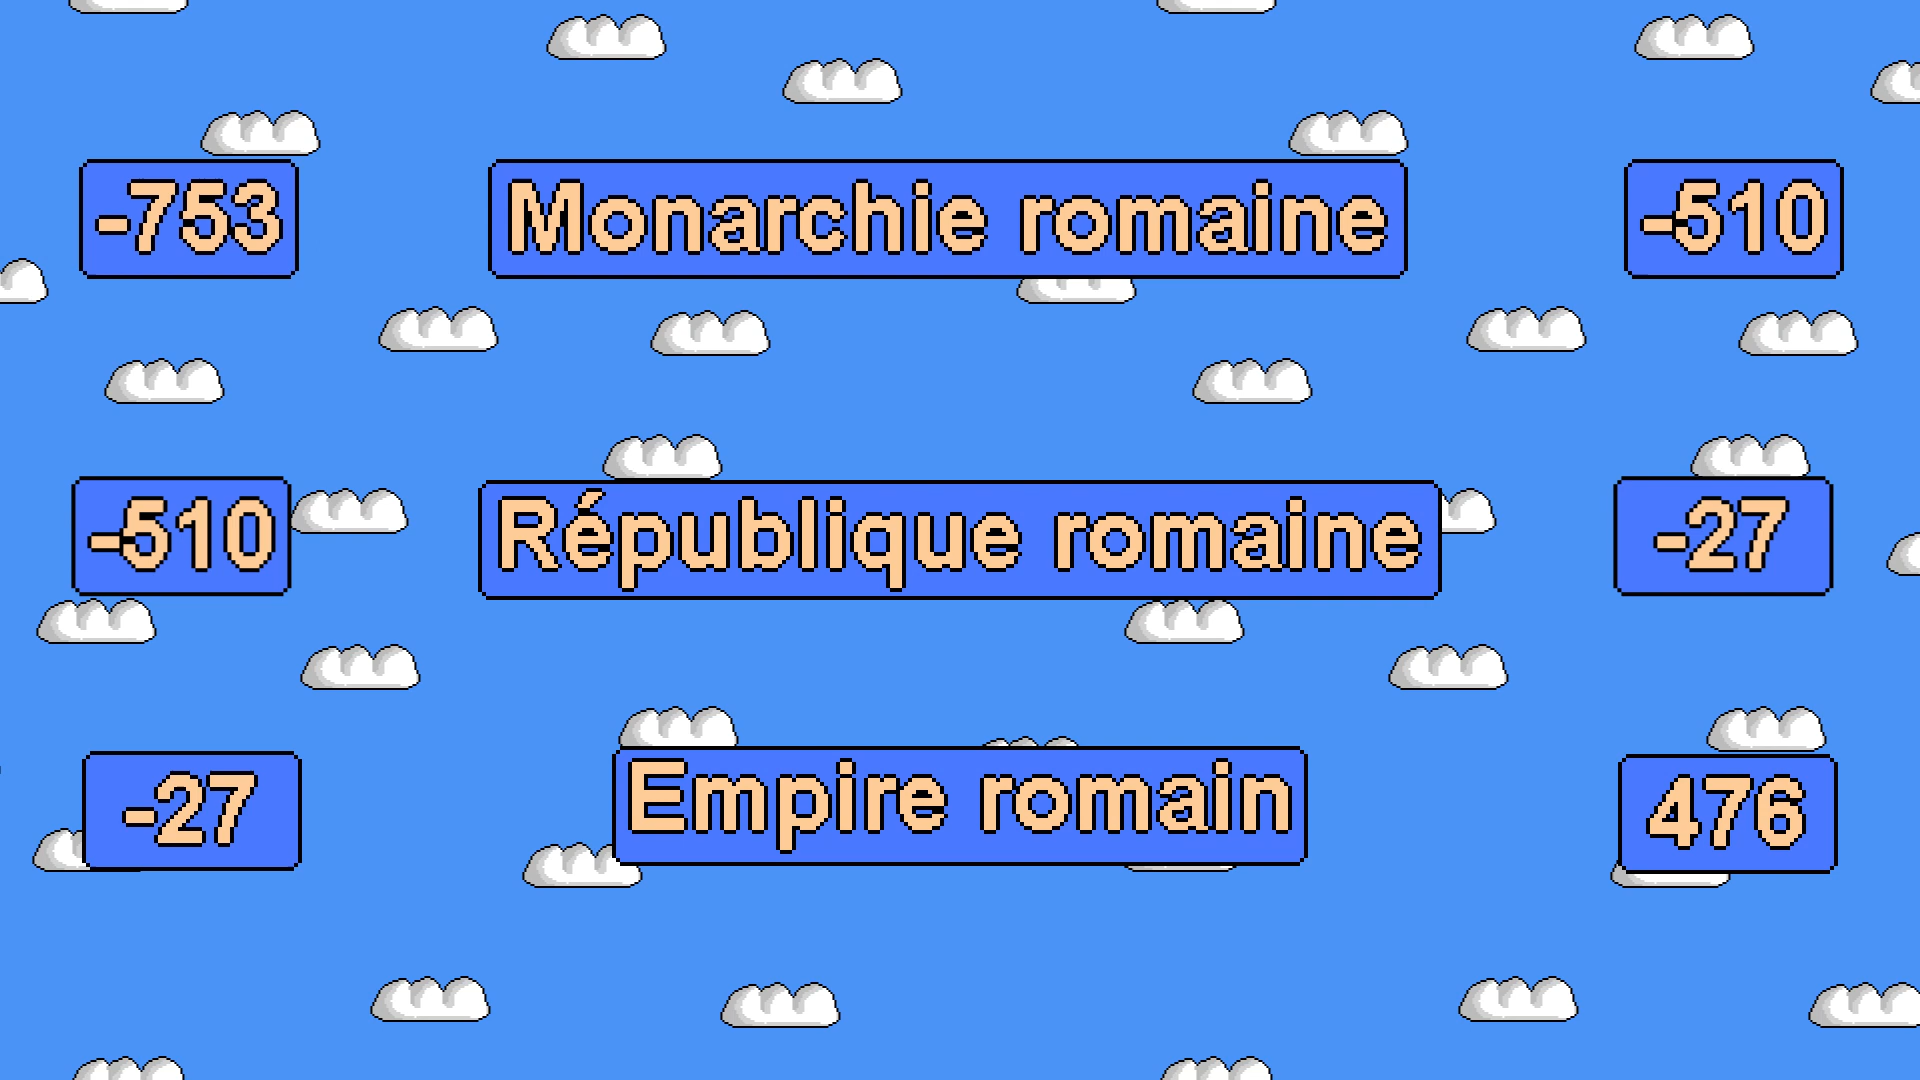 -753 Monarchie romaine -510
-510 République romaine -27
-27 Empire romain 476